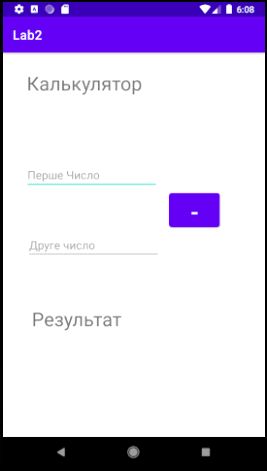 6:08
Lab2
Калькулятор
Перше Число
-
Друге число
Результат